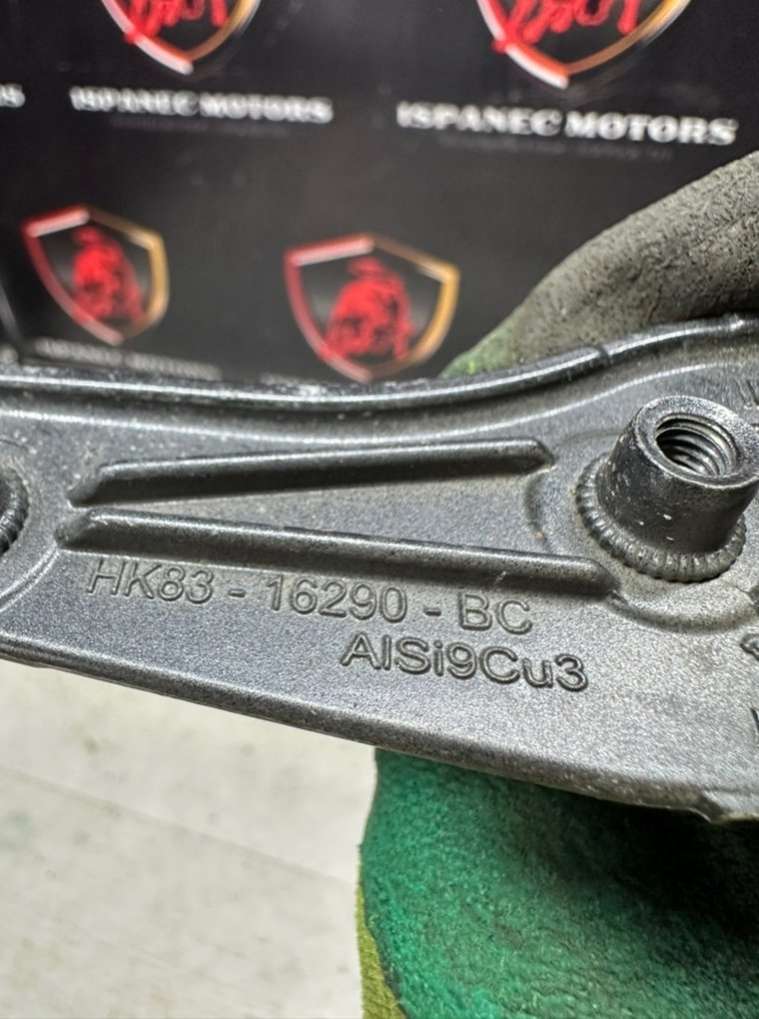 ISPANEC MOTORS
ISPANEC MOTORS
HK83 - 16290 - BC
AlSi9Cu3